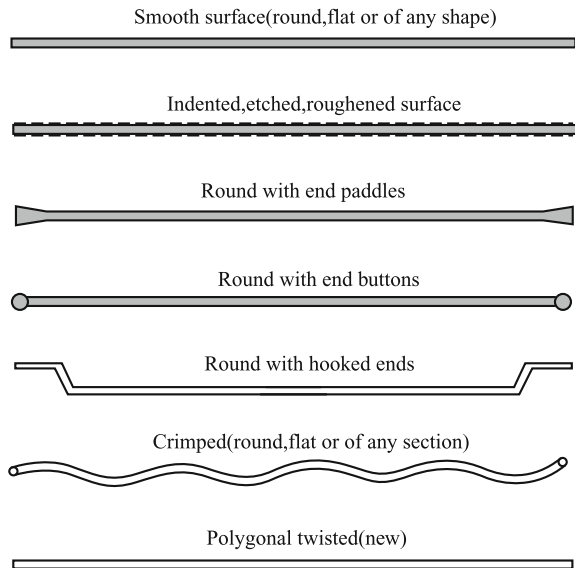 Smooth surface(round,flat or of any shape)
Indented,etched,roughened surface
Round with end paddles
Round with end buttons
Round with hooked ends
Crimped(round,flat or of any section)
Polygonal twisted(new)